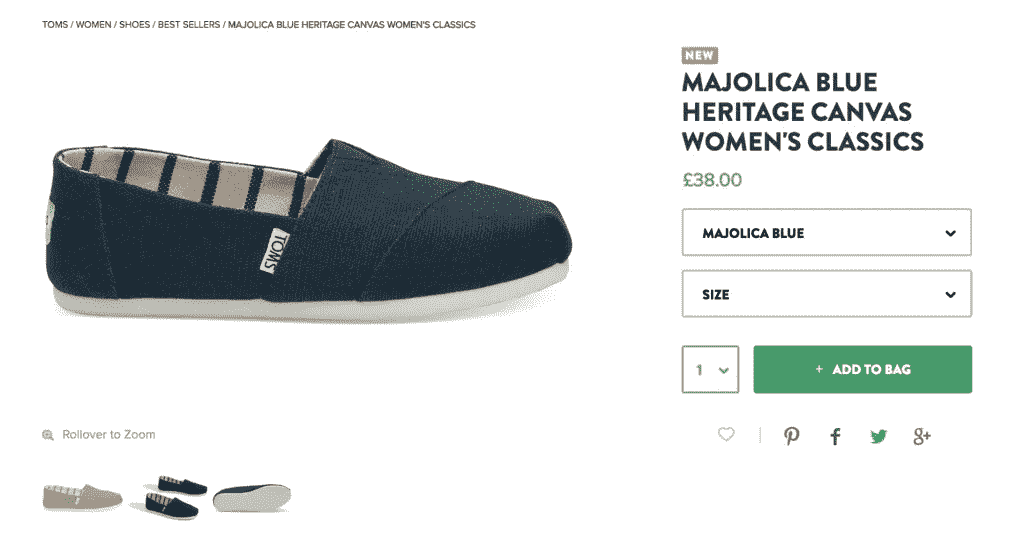 TOMS / WOMEN / SHOES / BEST SELLERS / MAJOLICA BLUE HERITAGE CANVAS WOMEN'S CLASSICS
NEW
MAJOLICA BLUE
HERITAGE CANVAS
WOMEN'S CLASSICS
£38.00
MAJOLICA BLUE
SIZE
1
+ ADD TO BAG
TOMS
Rollover to Zoom